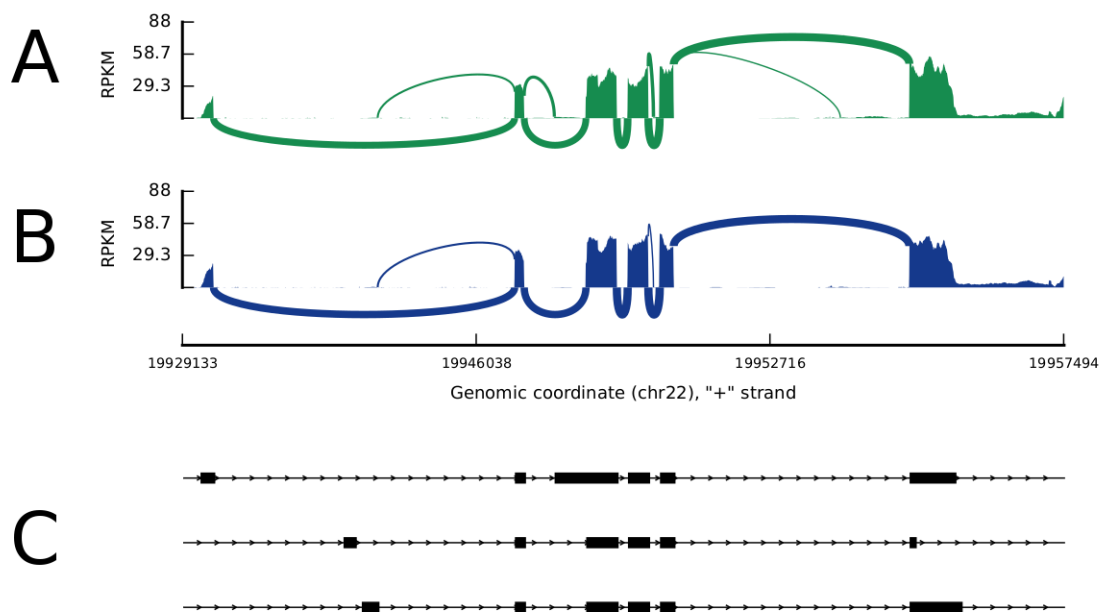 A
RPKM
88
58.7
29.3
B
RPKM
88
58.7
29.3
19929133 19946038 19952716 19957494
Genomic coordinate (chr22), "+" strand
C